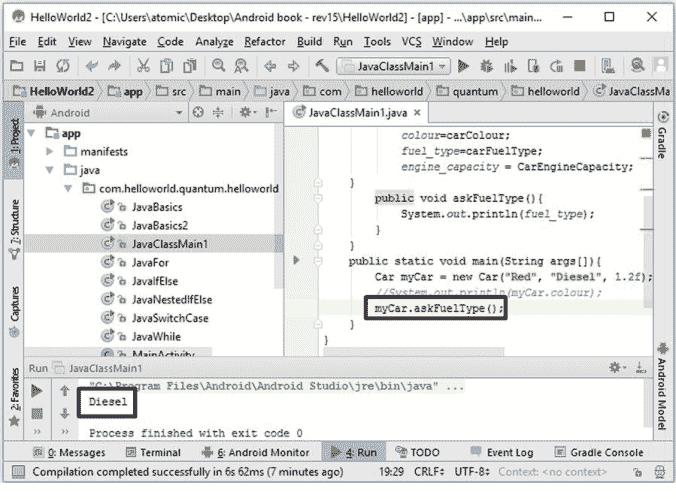 HelloWorld2 - [C:\Users\atomic\Desktop\Android book - rev15\HelloWorld2] - [app] - ...\app\src\main...
File Edit View Navigate Code Analyze Refactor Build Run Tools VCS Window Help
JavaClassMain1
HelloWorld2 app src main java com helloworld quantum helloworld JavaClassMa
Android
JavaClassMain1.java
1: Project
7: Structure
Captures
2: Favorites
app
manifests
java
com.helloworld.quantum.helloworld
JavaBasics
JavaBasics2
JavaClassMain1
JavaFor
JavaIfElse
JavaNestedIfElse
JavaSwitchCase
JavaWhile
MainActivity
colour=carColour;
fuel_type=carFuelType;
engine_capacity = CarEngineCapacity;
}
public void askFuelType(){
System.out.println(fuel_type);
}
}
public static void main(String args[]){
Car myCar = new Car("Red", "Diesel", 1.2f);
//System.out.println(myCar.colour);
myCar.askFuelType();
}
}
Gradle
Android Model
Run JavaClassMain1
"C:\Program Files\Android\Android Studio\jre\bin\java" ...
Diesel
Process finished with exit code 0
0: Messages Terminal 6: Android Monitor 4: Run TODO Event Log Gradle Console
Compilation completed successfully in 6s 62ms (7 minutes ago) 19:29 CRLF÷ UTF-8÷ Context: <no context>